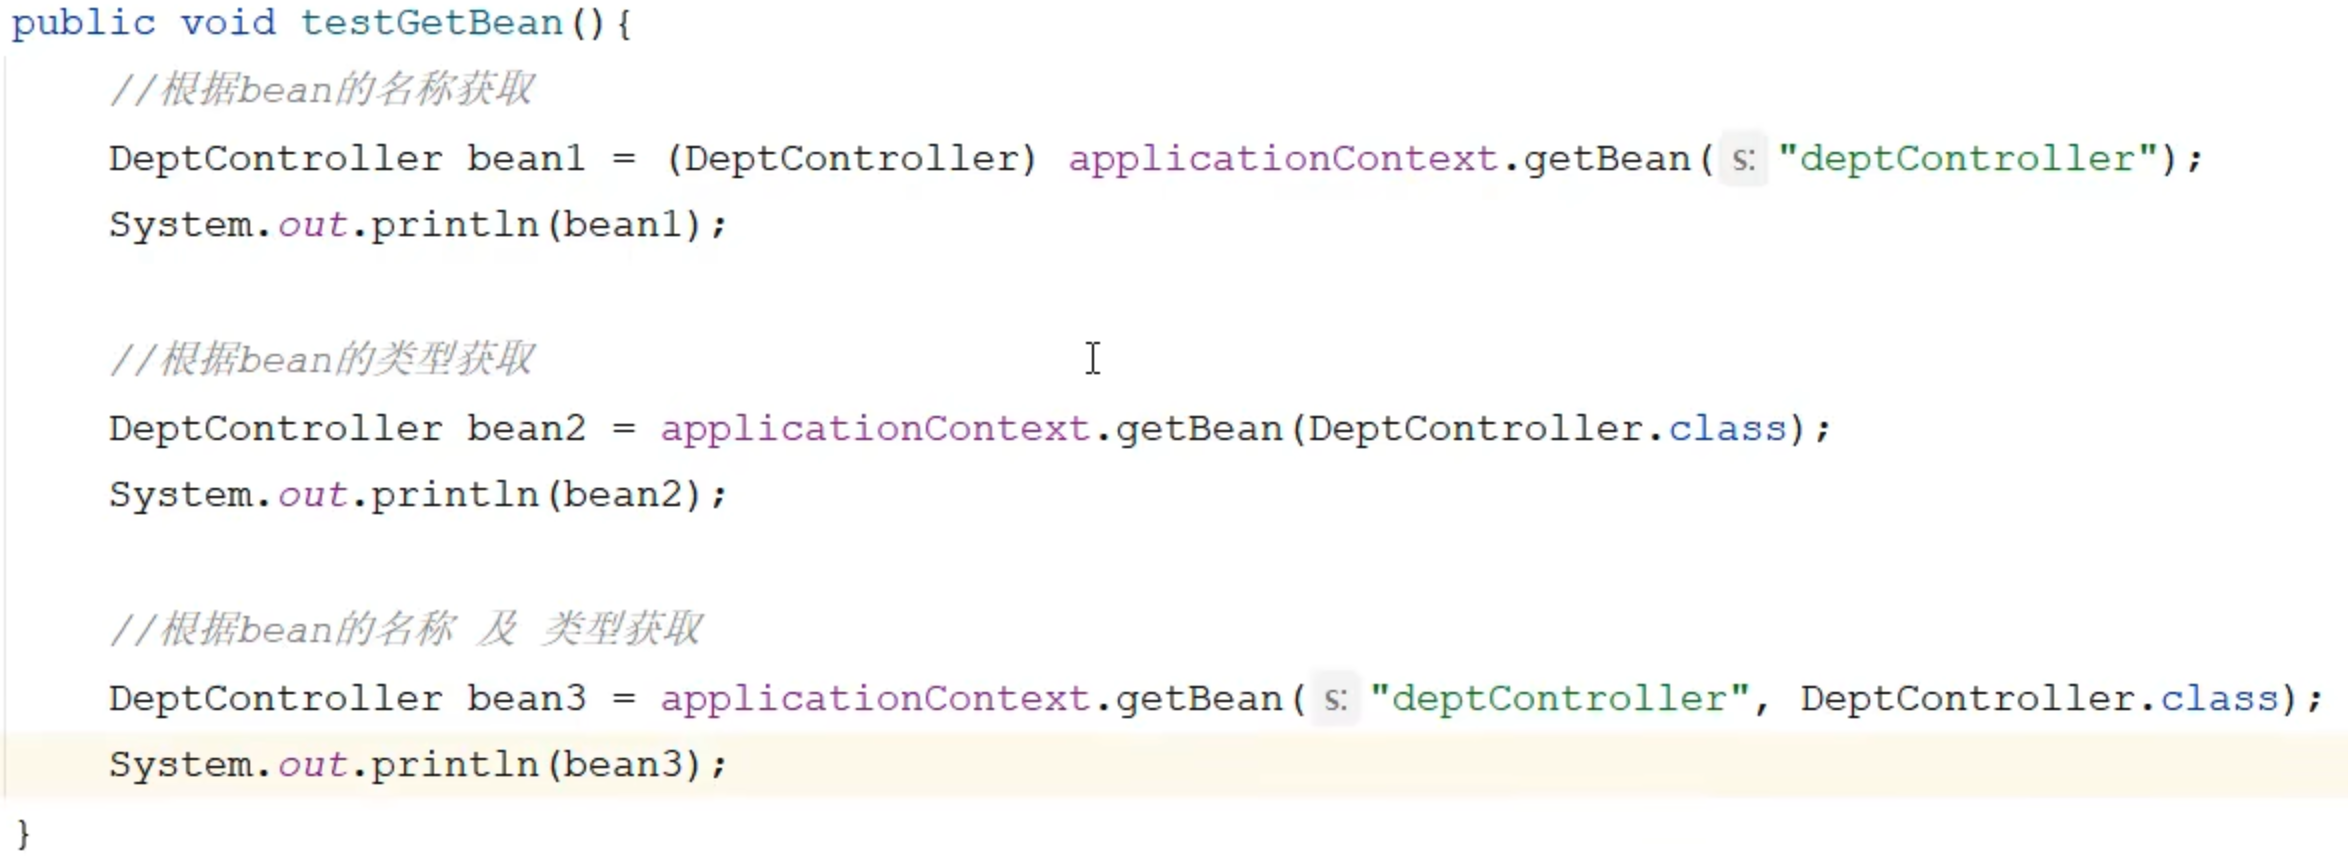 public void testGetBean(){
//根据bean的名称获取
DeptController bean1 = (DeptController) applicationContext.getBean( s: "deptController");
System.out.println(bean1);
//根据bean的类型获取
DeptController bean2 = applicationContext.getBean(DeptController.class);
System.out.println(bean2);
//根据bean的名称 及 类型获取
DeptController bean3 = applicationContext.getBean( s: "deptController", DeptController.class);
System.out.println(bean3);
}